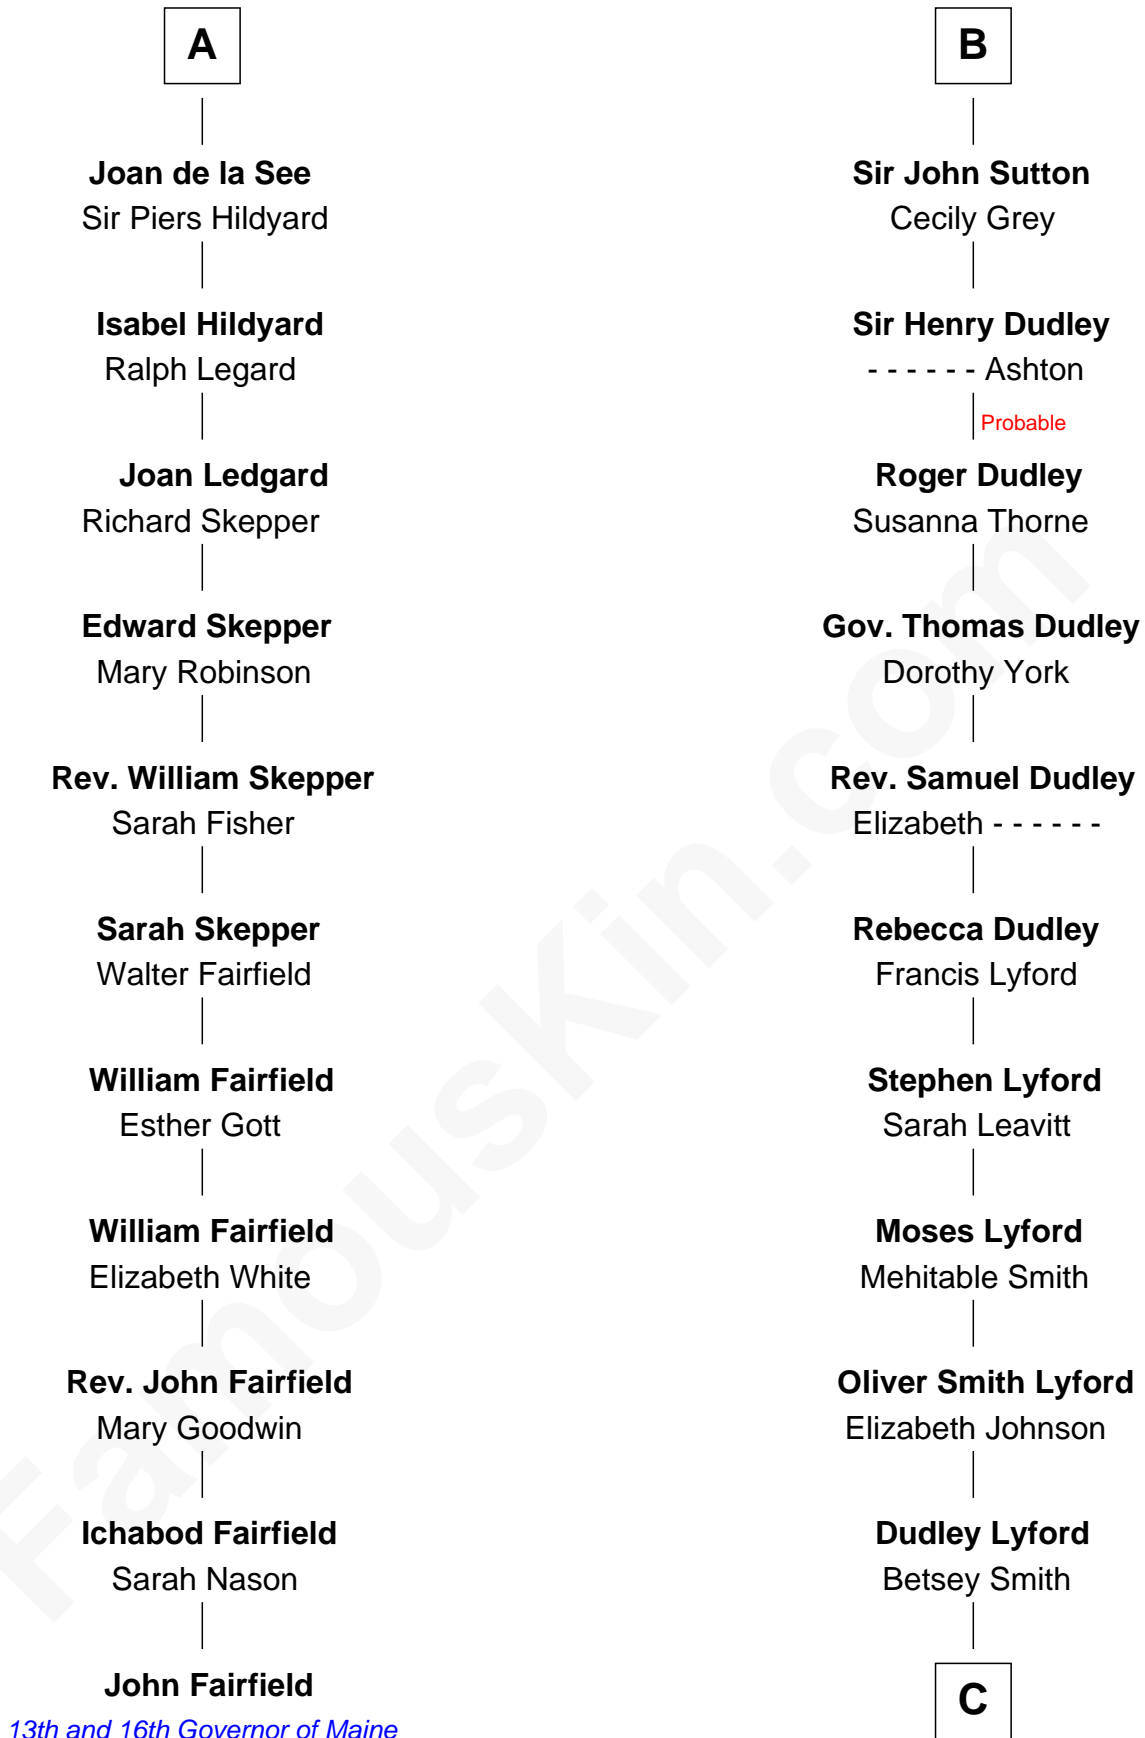 A
Joan de la See
Sir Piers Hildyard
Isabel Hildyard
Ralph Legard
Joan Ledgard
Richard Skepper
Edward Skepper
Mary Robinson
Rev. William Skepper
Sarah Fisher
Sarah Skepper
Walter Fairfield
William Fairfield
Esther Gott
William Fairfield
Elizabeth White
Rev. John Fairfield
Mary Goodwin
Ichabod Fairfield
Sarah Nason
John Fairfield
13th and 16th Governor of Maine
B
Sir John Sutton
Cecily Grey
Sir Henry Dudley
- - - - - - Ashton
Probable
Roger Dudley
Susanna Thorne
Gov. Thomas Dudley
Dorothy York
Rev. Samuel Dudley
Elizabeth - - - - - -
Rebecca Dudley
Francis Lyford
Stephen Lyford
Sarah Leavitt
Moses Lyford
Mehitable Smith
Oliver Smith Lyford
Elizabeth Johnson
Dudley Lyford
Betsey Smith
C
FamousKin.com